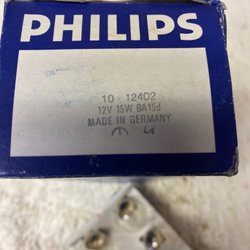 PHILIPS
10 - 12402
12V 15W BA15d
MADE IN GERMANY